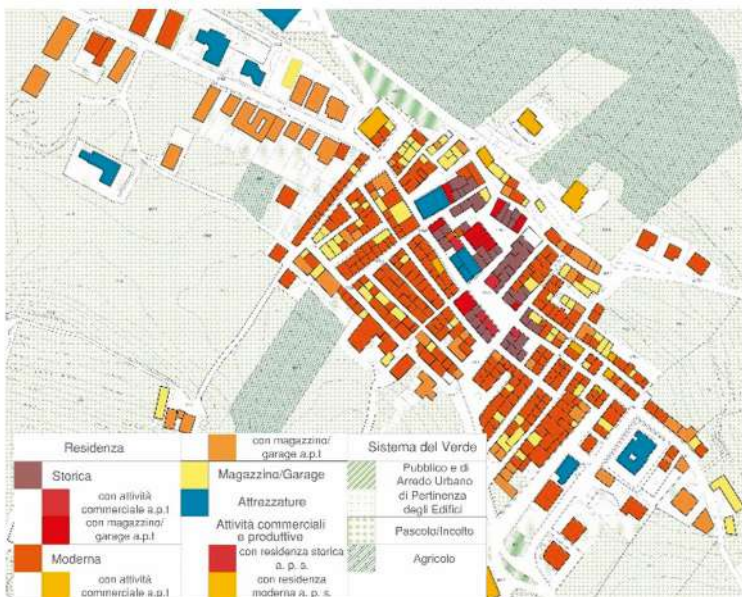 Residenza
Storica
con attività
commerciale a.p.t
con magazzino/
garage a.p.t
Moderna
con attività
commerciale a.p.t
con magazzino/
garage a.p.t
Magazzino/Garage
Attrezzature
Attività commerciali
e produttive
con residenza storica
a. p. s.
con residenza
moderna a. p. s.
Sistema del Verde
Pubblico e di
Arredo Urbano
di Pertinenza
degli Edifici
Pascolo/Incolto
Agricolo